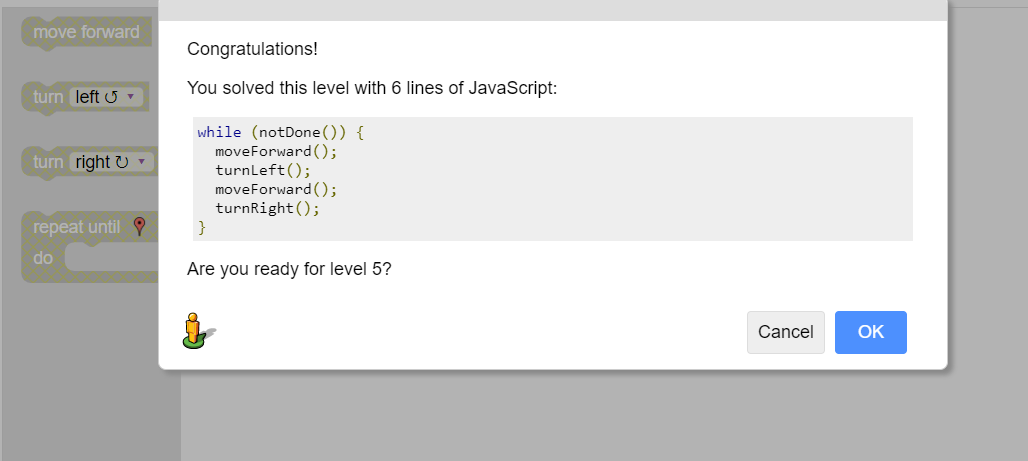 move forward
turn left ↺ ▾
turn right ↻ ▾
repeat until
do
Congratulations!
You solved this level with 6 lines of JavaScript:
while (notDone()) {
  moveForward();
  turnLeft();
  moveForward();
  turnRight();
}
Are you ready for level 5?
Cancel
OK